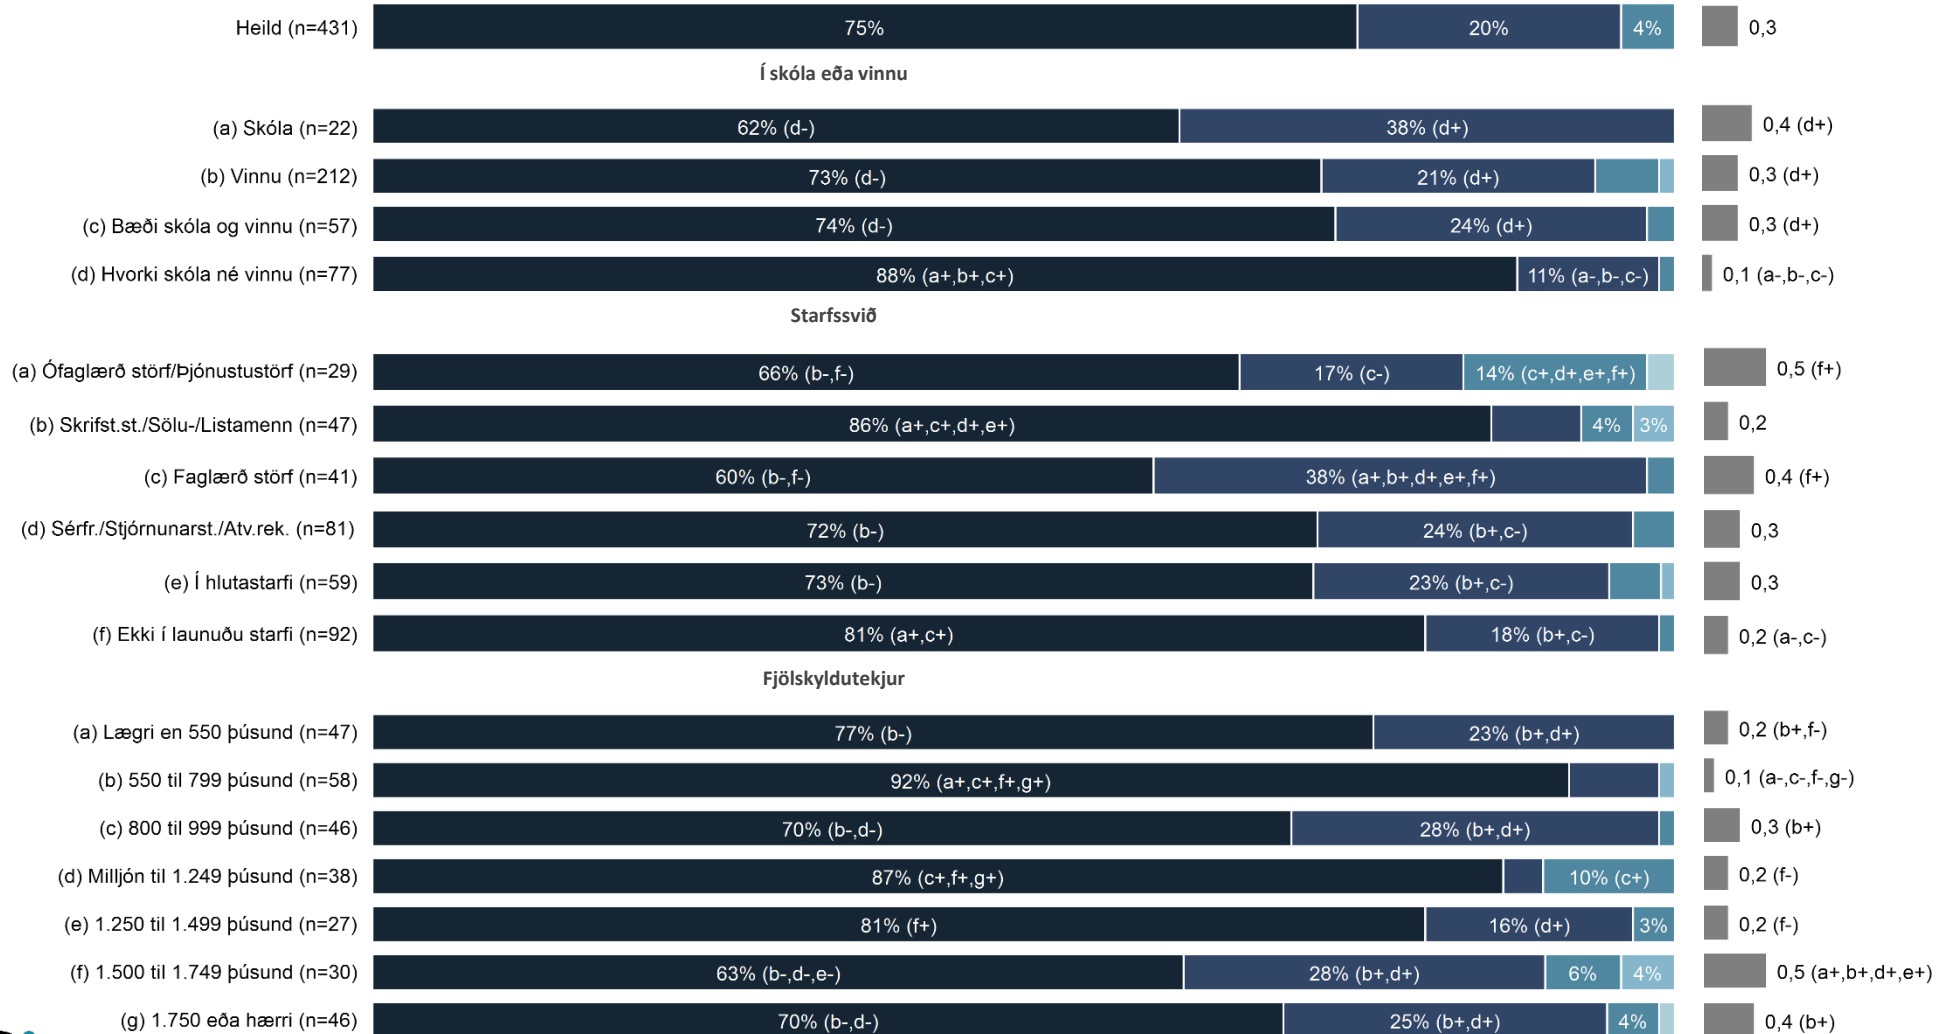 Heild (n=431) 75% 20% 4% 0,3
Í skóla eða vinnu
(a) Skóla (n=22) 62% (d-) 38% (d+) 0,4 (d+)
(b) Vinnu (n=212) 73% (d-) 21% (d+) 0,3 (d+)
(c) Bæði skóla og vinnu (n=57) 74% (d-) 24% (d+) 0,3 (d+)
(d) Hvorki skóla né vinnu (n=77) 88% (a+,b+,c+) 11% (a-,b-,c-) 0,1 (a-,b-,c-)
Starfssvið
(a) Ófaglærð störf/Þjónustustörf (n=29) 66% (b-,f-) 17% (c-) 14% (c+,d+,e+,f+) 0,5 (f+)
(b) Skrifst.st./Sölu-/Listamenn (n=47) 86% (a+,c+,d+,e+) 4% 3% 0,2
(c) Faglærð störf (n=41) 60% (b-,f-) 38% (a+,b+,d+,e+,f+) 0,4 (f+)
(d) Sérfr./Stjórnunarst./Atv.rek. (n=81) 72% (b-) 24% (b+,c-) 0,3
(e) Í hlutastarfi (n=59) 73% (b-) 23% (b+,c-) 0,3
(f) Ekki í launuðu starfi (n=92) 81% (a+,c+) 18% (b+,c-) 0,2 (a-,c-)
Fjölskyldutekjur
(a) Lægri en 550 þúsund (n=47) 77% (b-) 23% (b+,d+) 0,2 (b+,f-)
(b) 550 til 799 þúsund (n=58) 92% (a+,c+,f+,g+) 0,1 (a-,c-,f-,g-)
(c) 800 til 999 þúsund (n=46) 70% (b-,d-) 28% (b+,d+) 0,3 (b+)
(d) Milljón til 1.249 þúsund (n=38) 87% (c+,f+,g+) 10% (c+) 0,2 (f-)
(e) 1.250 til 1.499 þúsund (n=27) 81% (f+) 16% (d+) 3% 0,2 (f-)
(f) 1.500 til 1.749 þúsund (n=30) 63% (b-,d-,e-) 28% (b+,d+) 6% 4% 0,5 (a+,b+,d+,e+)
(g) 1.750 eða hærri (n=46) 70% (b-,d-) 25% (b+,d+) 4% 0,4 (b+)